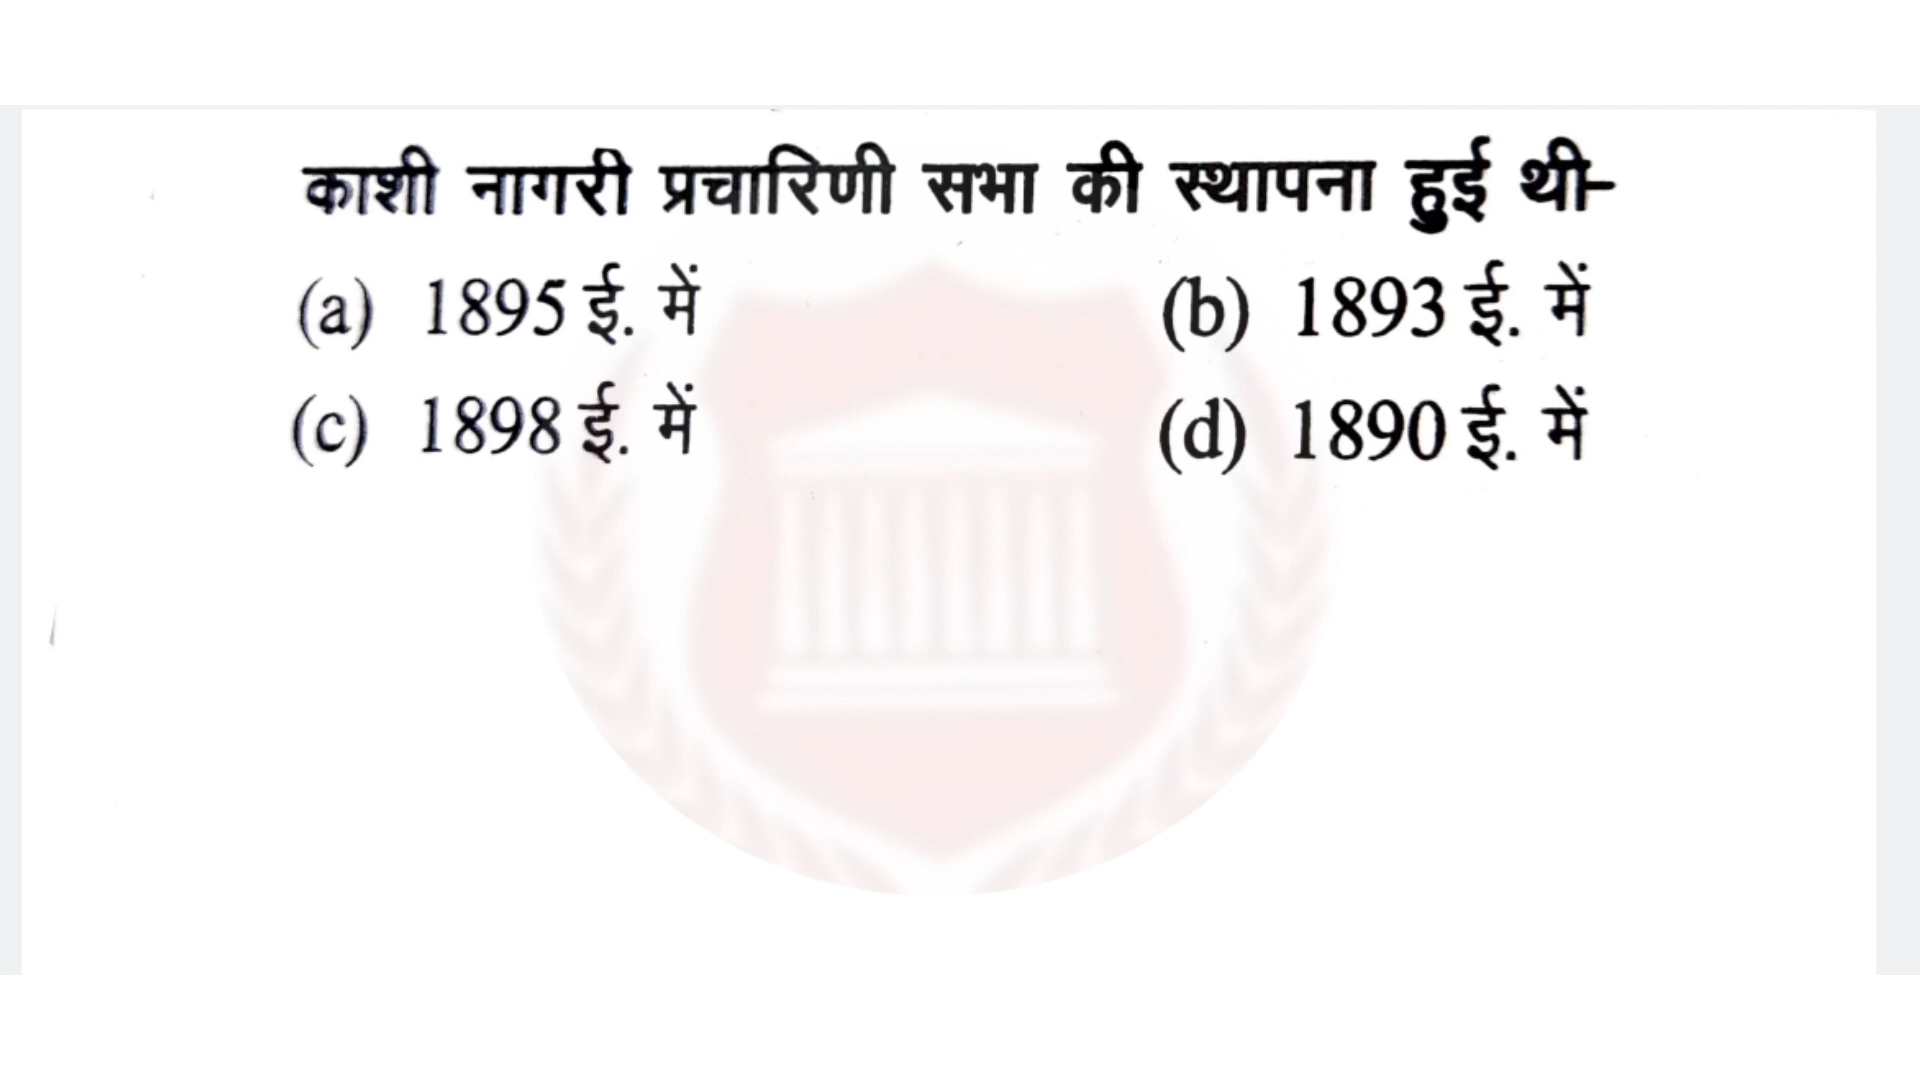 काशी नागरी प्रचारिणी सभा की स्थापना हुई थी-
(a) 1895 ई. में (b) 1893 ई. में
(c) 1898 ई. में (d) 1890 ई. में